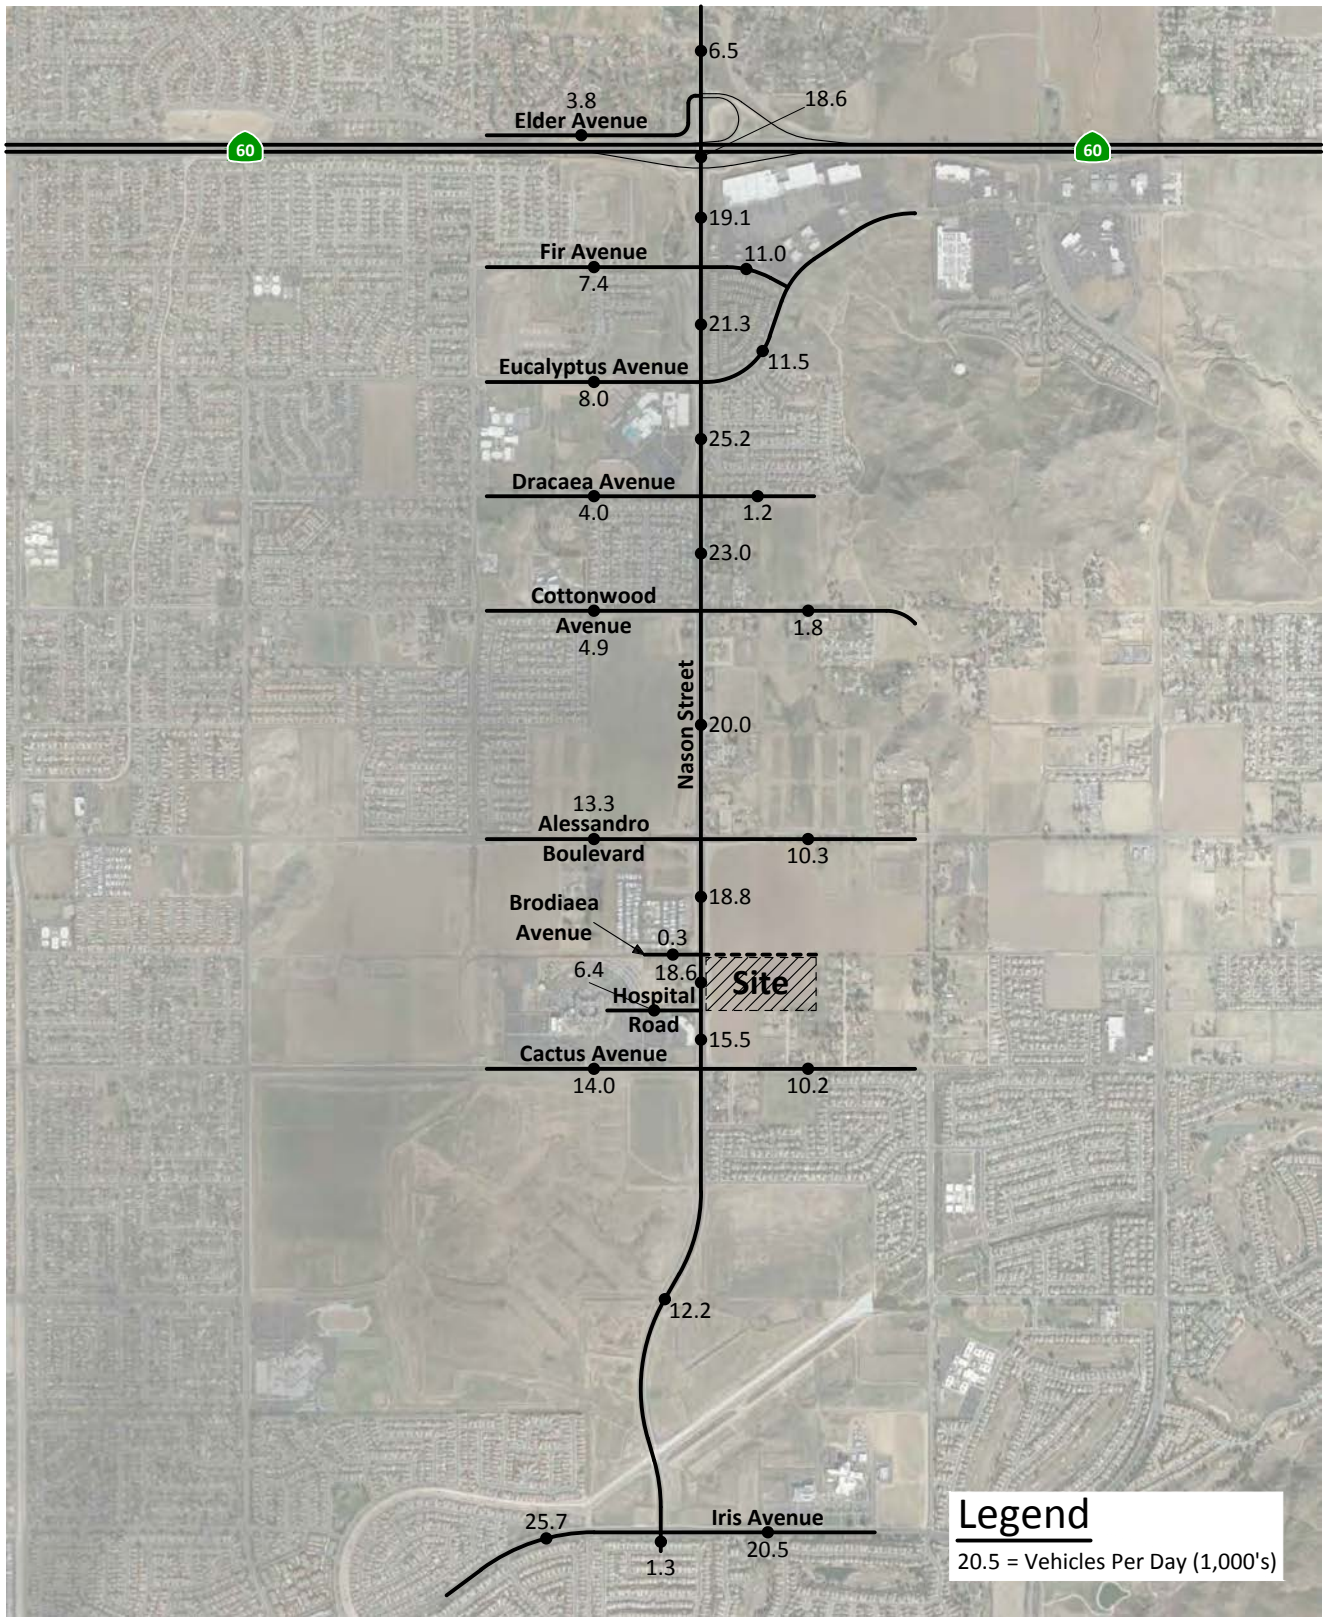 6.5
3.8
18.6
Elder Avenue
60
60
19.1
Fir Avenue
11.0
7.4
21.3
Eucalyptus Avenue
11.5
8.0
25.2
Dracaea Avenue
4.0
1.2
23.0
Cottonwood
Avenue
4.9
1.8
Nason Street
20.0
13.3
Alessandro
Boulevard
10.3
18.8
Brodiaea
Avenue
0.3
6.4
18.6
Site
Hospital
Road
15.5
Cactus Avenue
14.0
10.2
12.2
25.7
Iris Avenue
20.5
1.3
Legend
20.5 = Vehicles Per Day (1,000's)